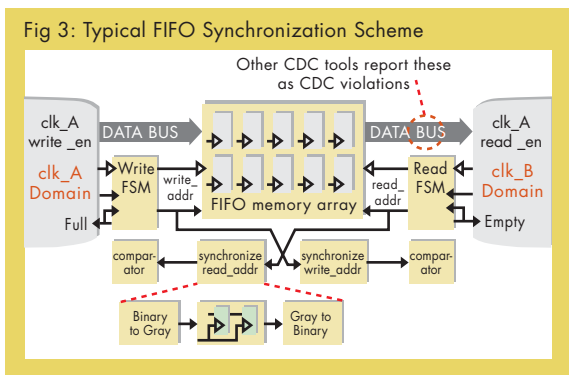 Fig 3: Typical FIFO Synchronization Scheme
Other CDC tools report these
as CDC violations
clk_A
write _en
clk_A
Domain
Full
DATA BUS
Write
FSM
write_
addr
FIFO memory array
DATA BUS
read_
addr
Read
FSM
clk_A
read _en
clk_B
Domain
Empty
compar-
ator
synchronize
read_addr
synchronize
write_addr
compar-
ator
Binary
to Gray
Gray to
Binary